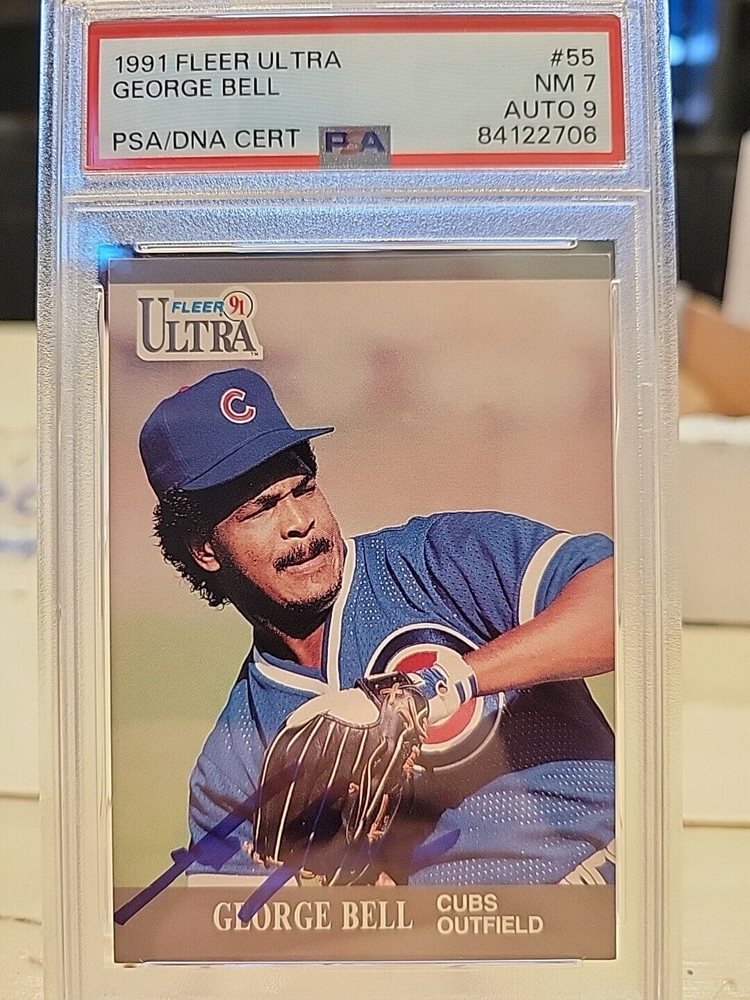 1991 FLEER ULTRA #55
GEORGE BELL NM 7
AUTO 9
PSA/DNA CERT PSA 84122706
FLEER 91
ULTRA™
C
GEORGE BELL CUBS
OUTFIELD